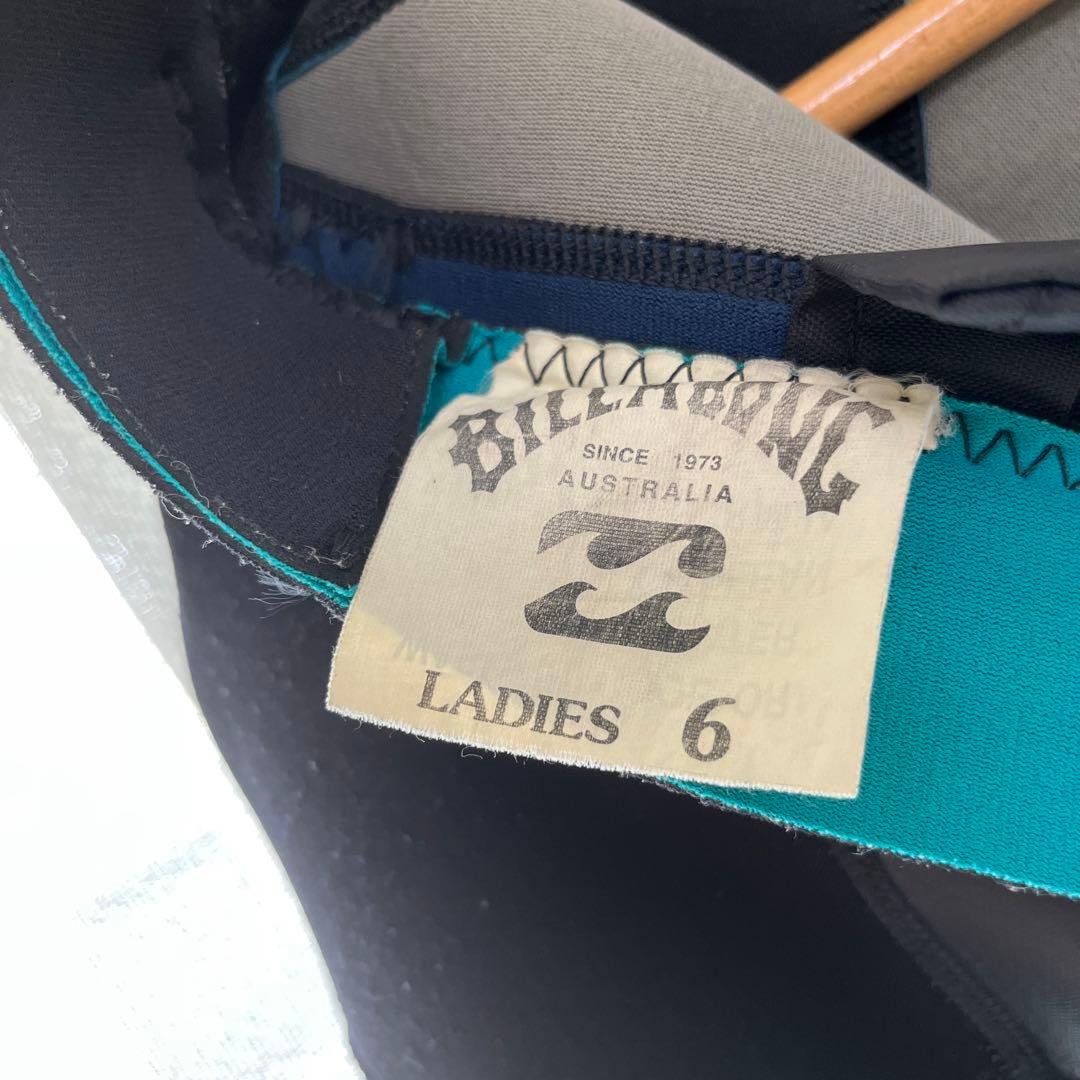 BILLABONG
SINCE 1973
AUSTRALIA
LADIES 6